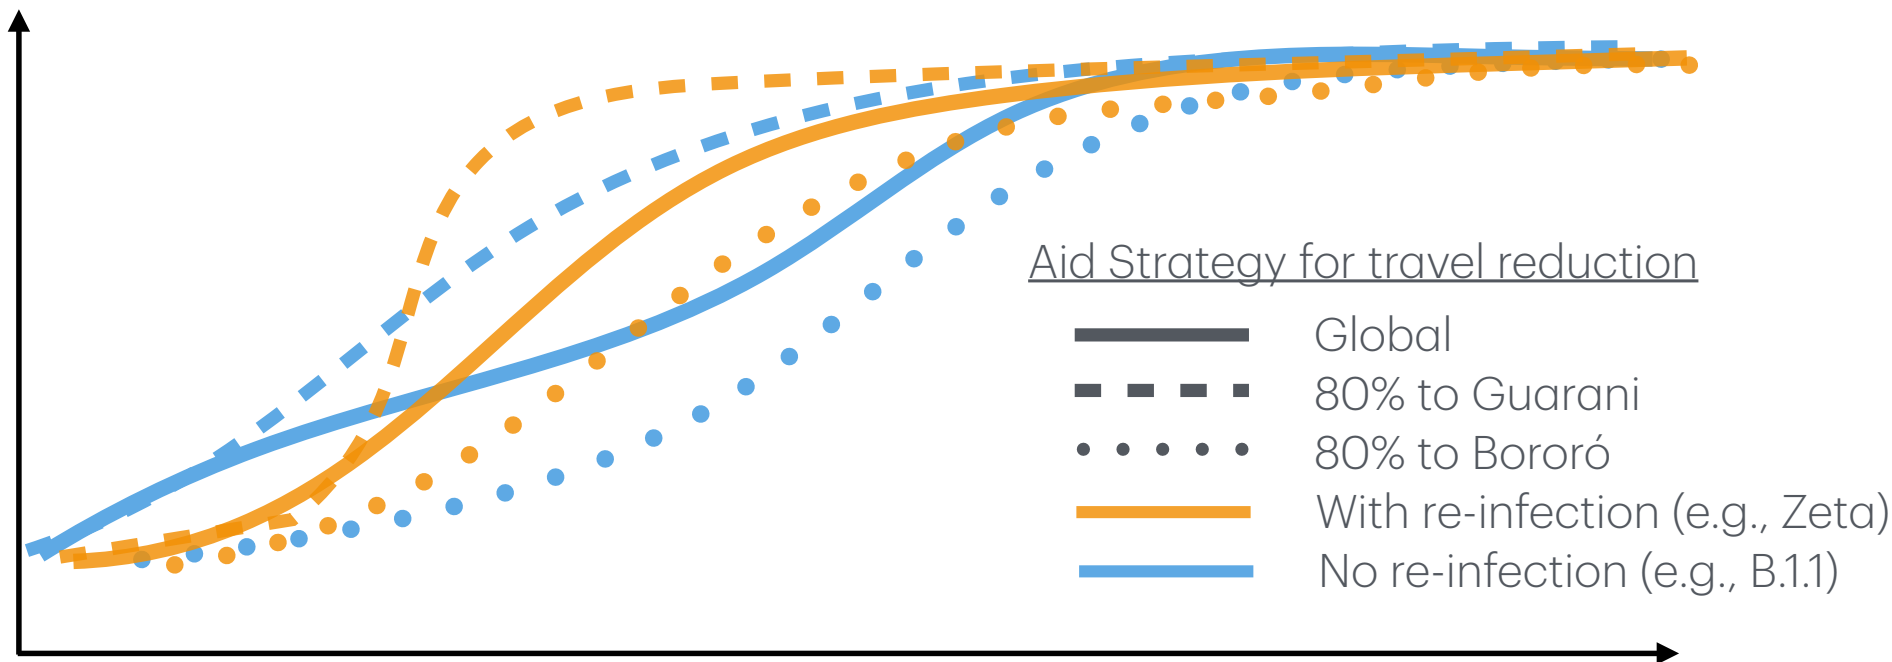 Aid Strategy for travel reduction
Global
80% to Guarani
80% to Bororó
With re-infection (e.g., Zeta)
No re-infection (e.g., B.1.1)